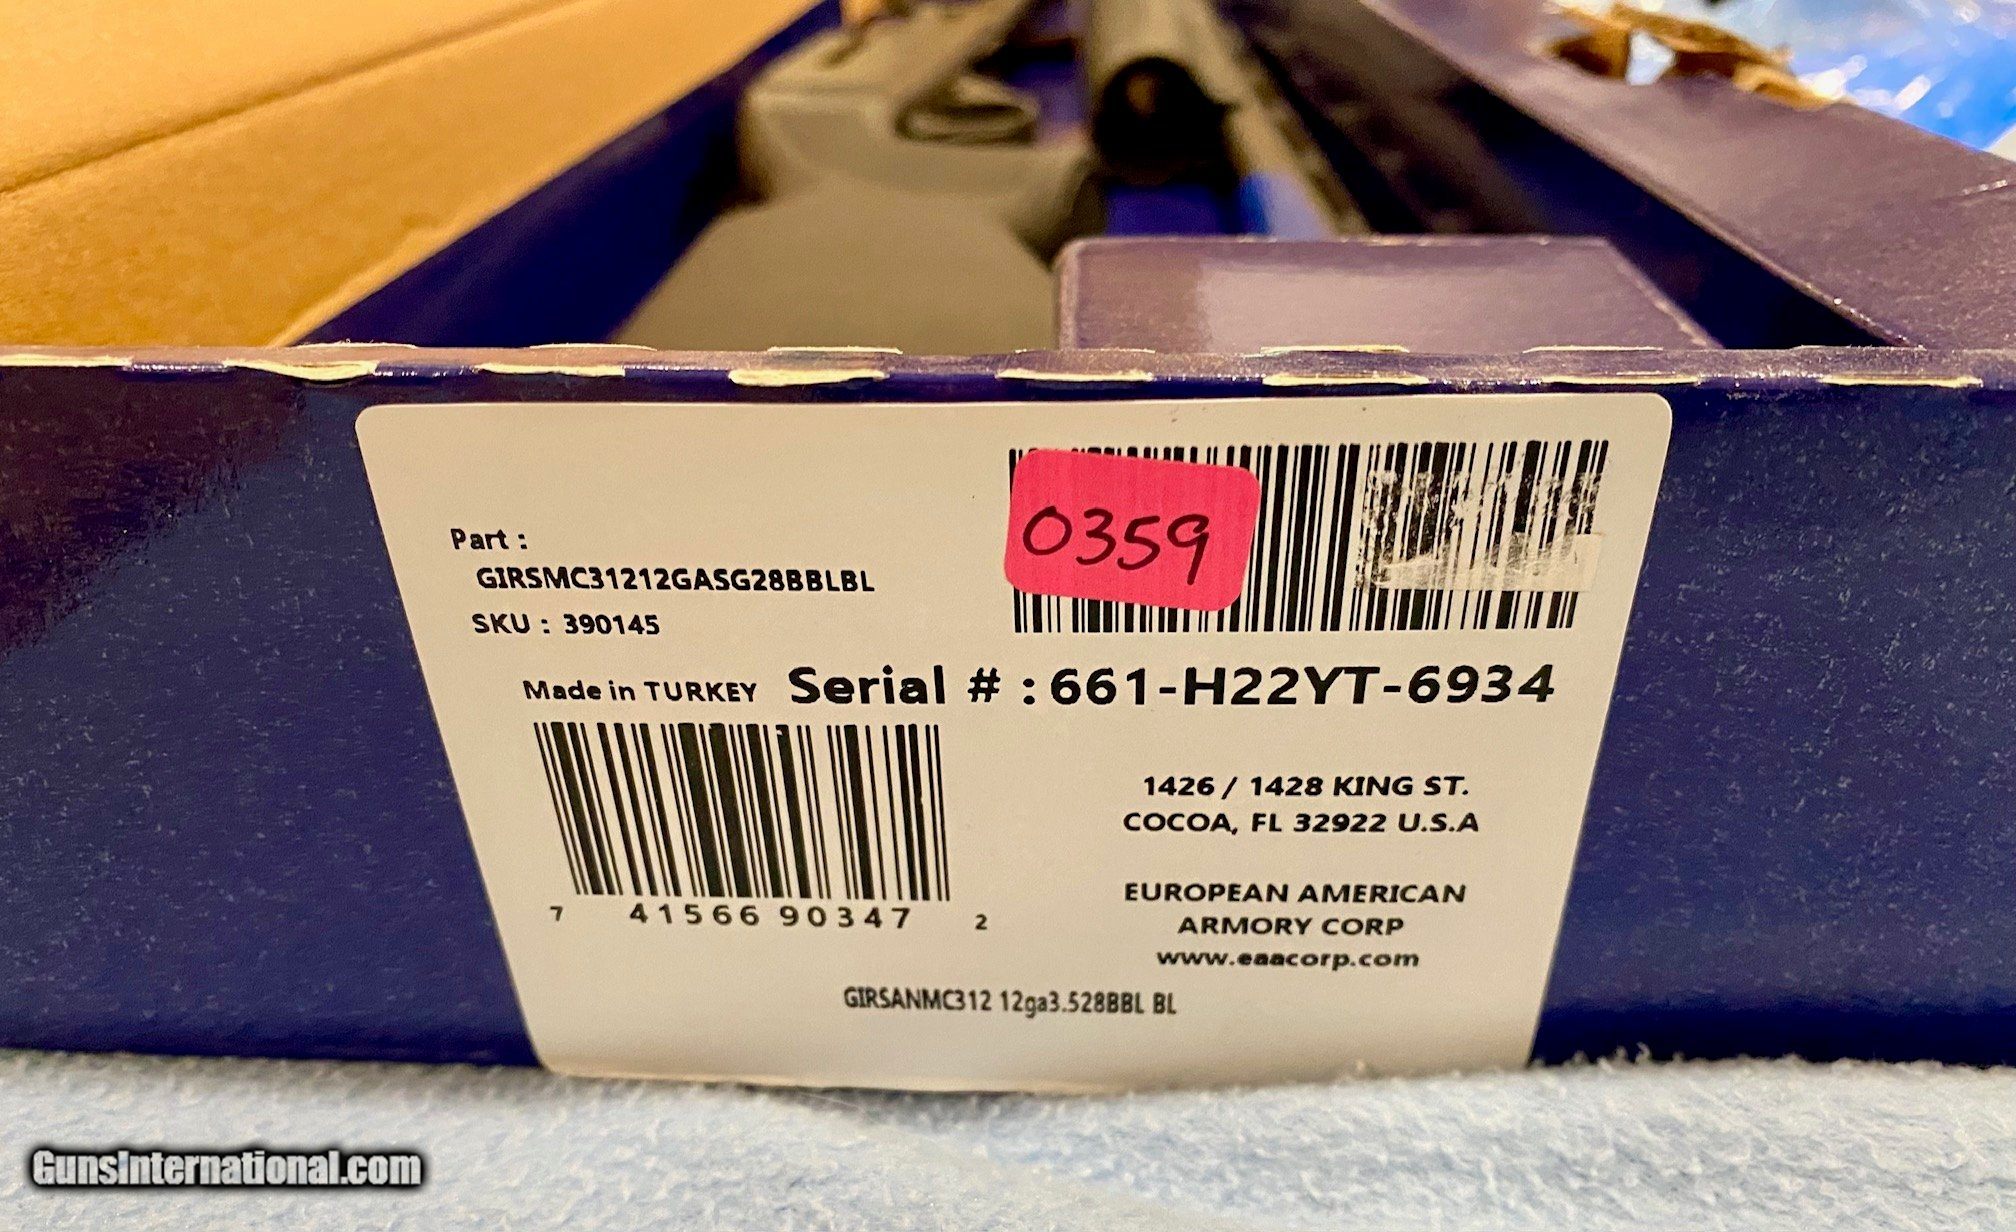 0359
Part :
GIRSMC31212GASG28BBLBL
SKU : 390145
Made in TURKEY Serial # : 661-H22YT-6934
1426 / 1428 KING ST.
COCOA, FL 32922 U.S.A
7 41566 90347 2
EUROPEAN AMERICAN
ARMORY CORP
www.eaacorp.com
GIRSANMC312 12ga3.528BBL BL
GunsInternational.com